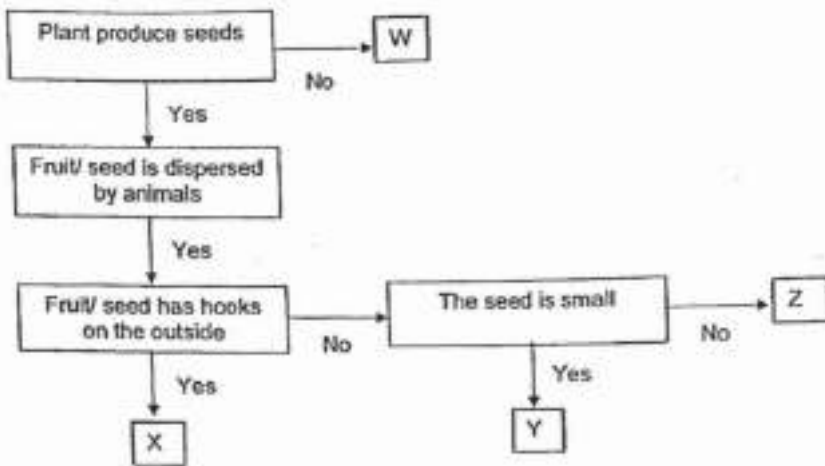 Plant produce seeds
W
No
Yes
Fruit/ seed is dispersed
by animals
Yes
Fruit/ seed has hooks
on the outside
No
The seed is small
No
Z
Yes
X
Yes
Y